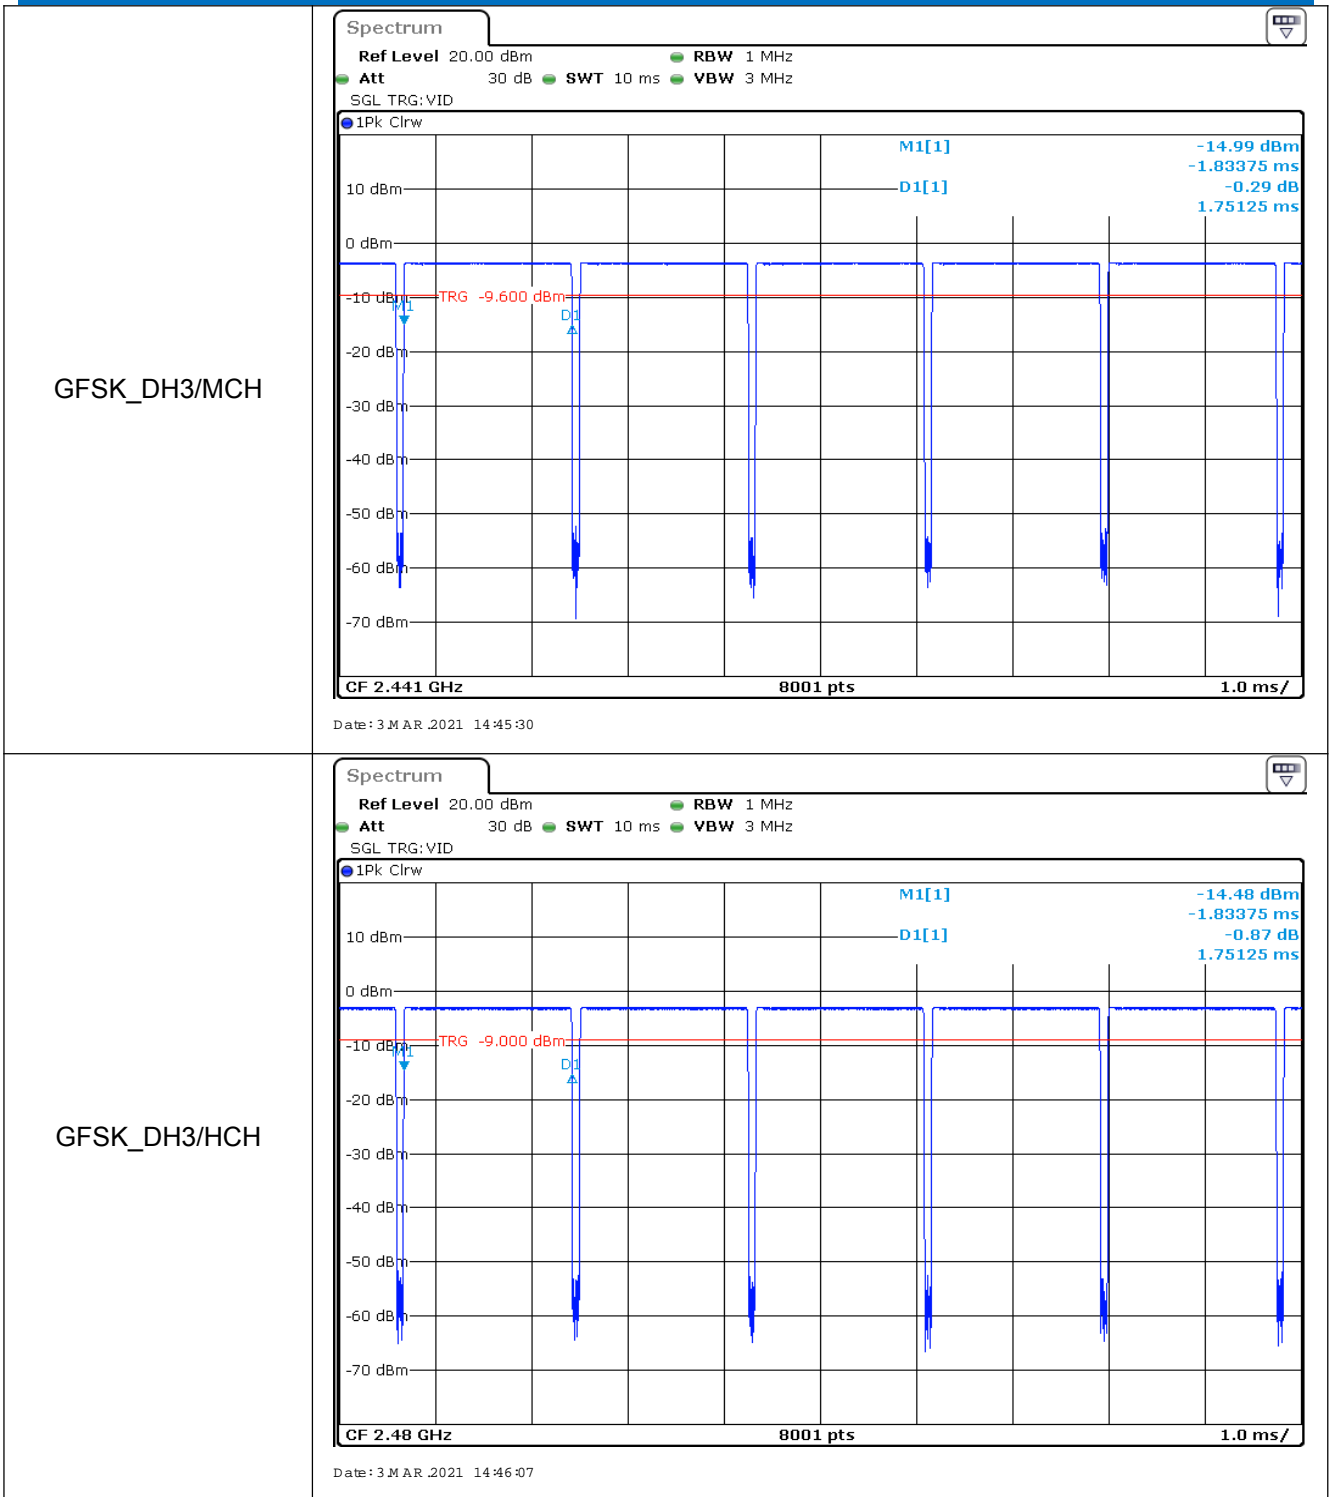 GFSK_DH3/MCH
Spectrum
Ref Level 20.00 dBm RBW 1 MHz
Att 30 dB SWT 10 ms VBW 3 MHz
SGL TRG:VID
1Pk Clrw
M1[1] -14.99 dBm
-1.83375 ms
10 dBm D1[1] -0.29 dB
1.75125 ms
0 dBm
-10 dBm TRG -9.600 dBm
M1
D1
-20 dBm
-30 dBm
-40 dBm
-50 dBm
-60 dBm
-70 dBm
CF 2.441 GHz 8001 pts 1.0 ms/
Date: 3.MAR.2021 14:45:30
GFSK_DH3/HCH
Spectrum
Ref Level 20.00 dBm RBW 1 MHz
Att 30 dB SWT 10 ms VBW 3 MHz
SGL TRG:VID
1Pk Clrw
M1[1] -14.48 dBm
-1.83375 ms
10 dBm D1[1] -0.87 dB
1.75125 ms
0 dBm
-10 dBm TRG -9.000 dBm
M1
D1
-20 dBm
-30 dBm
-40 dBm
-50 dBm
-60 dBm
-70 dBm
CF 2.48 GHz 8001 pts 1.0 ms/
Date: 3.MAR.2021 14:46:07